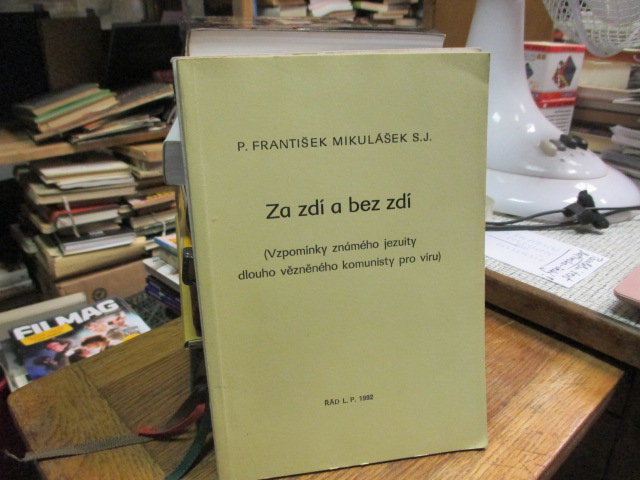 P. FRANTIŠEK MIKULÁŠEK S.J.
Za zdí a bez zdí
(Vzpominky známého jezuity
dlouho vězněného komunisty pro víru)
ŘÁD L. P. 1992
FILMAG